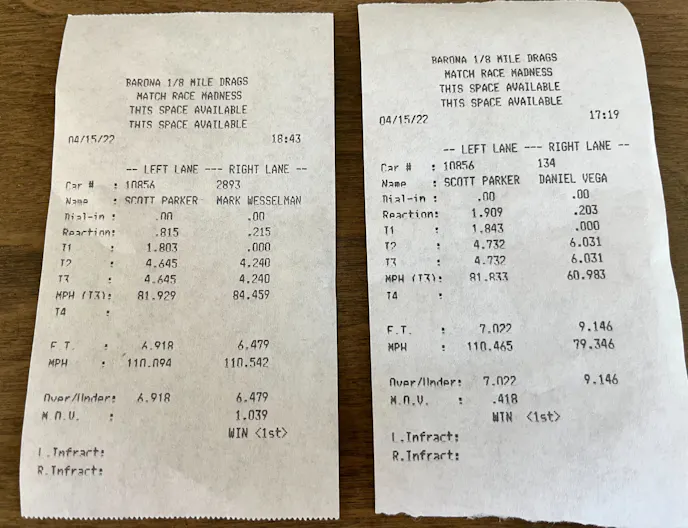 BARONA 1/8 MILE DRAGS
MATCH RACE MADNESS
THIS SPACE AVAILABLE
THIS SPACE AVAILABLE
04/15/22 18:43
-- LEFT LANE --- RIGHT LANE --
Car # : 10856 2893
Name : SCOTT PARKER MARK WESSELMAN
Dial-in : .00 .00
Reaction: .815 .215
T1 : 1.803 .000
T2 : 4.645 4.240
T3 : 4.645 4.240
MPH (T3): 81.929 84.459
T4 :
E.T. : 6.918 6.479
MPH : 110.094 110.542
Over/Under: 6.918 6.479
M.O.V. : 1.039
WIN <1st>
L.Infract:
R.Infract:
BARONA 1/8 MILE DRAGS
MATCH RACE MADNESS
THIS SPACE AVAILABLE
THIS SPACE AVAILABLE
04/15/22 17:19
-- LEFT LANE --- RIGHT LANE --
Car # : 10856 134
Name : SCOTT PARKER DANIEL VEGA
Dial-in : .00 .00
Reaction: 1.909 .203
T1 : 1.843 .000
T2 : 4.732 6.031
T3 : 4.732 6.031
MPH (T3): 81.833 60.983
T4 :
E.T. : 7.022 9.146
MPH : 110.465 79.346
Over/Under: 7.022 9.146
M.O.V. : .418
WIN <1st>
L.Infract:
R.Infract: